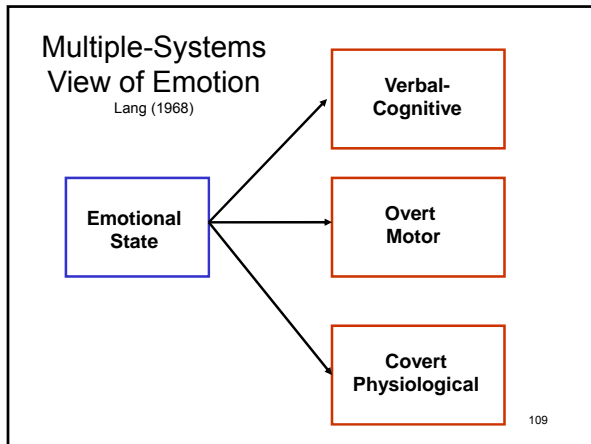 Multiple-Systems
View of Emotion
Lang (1968)
Verbal-
Cognitive
Emotional
State
Overt
Motor
Covert
Physiological
109